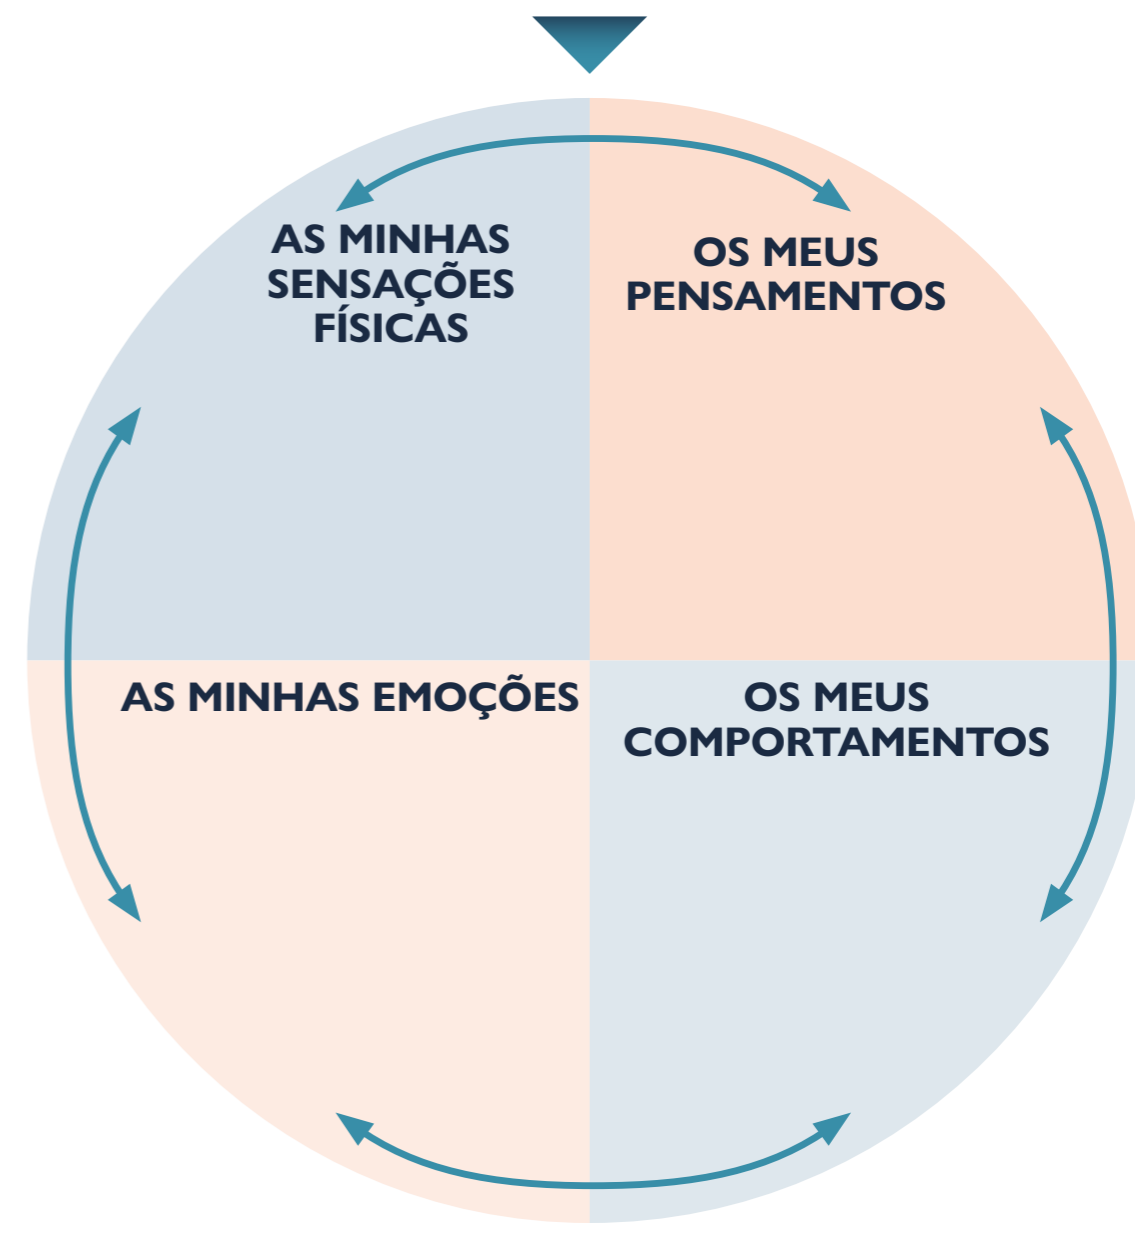 AS MINHAS
SENSAÇÕES
FÍSICAS
OS MEUS
PENSAMENTOS
AS MINHAS EMOÇÕES
OS MEUS
COMPORTAMENTOS